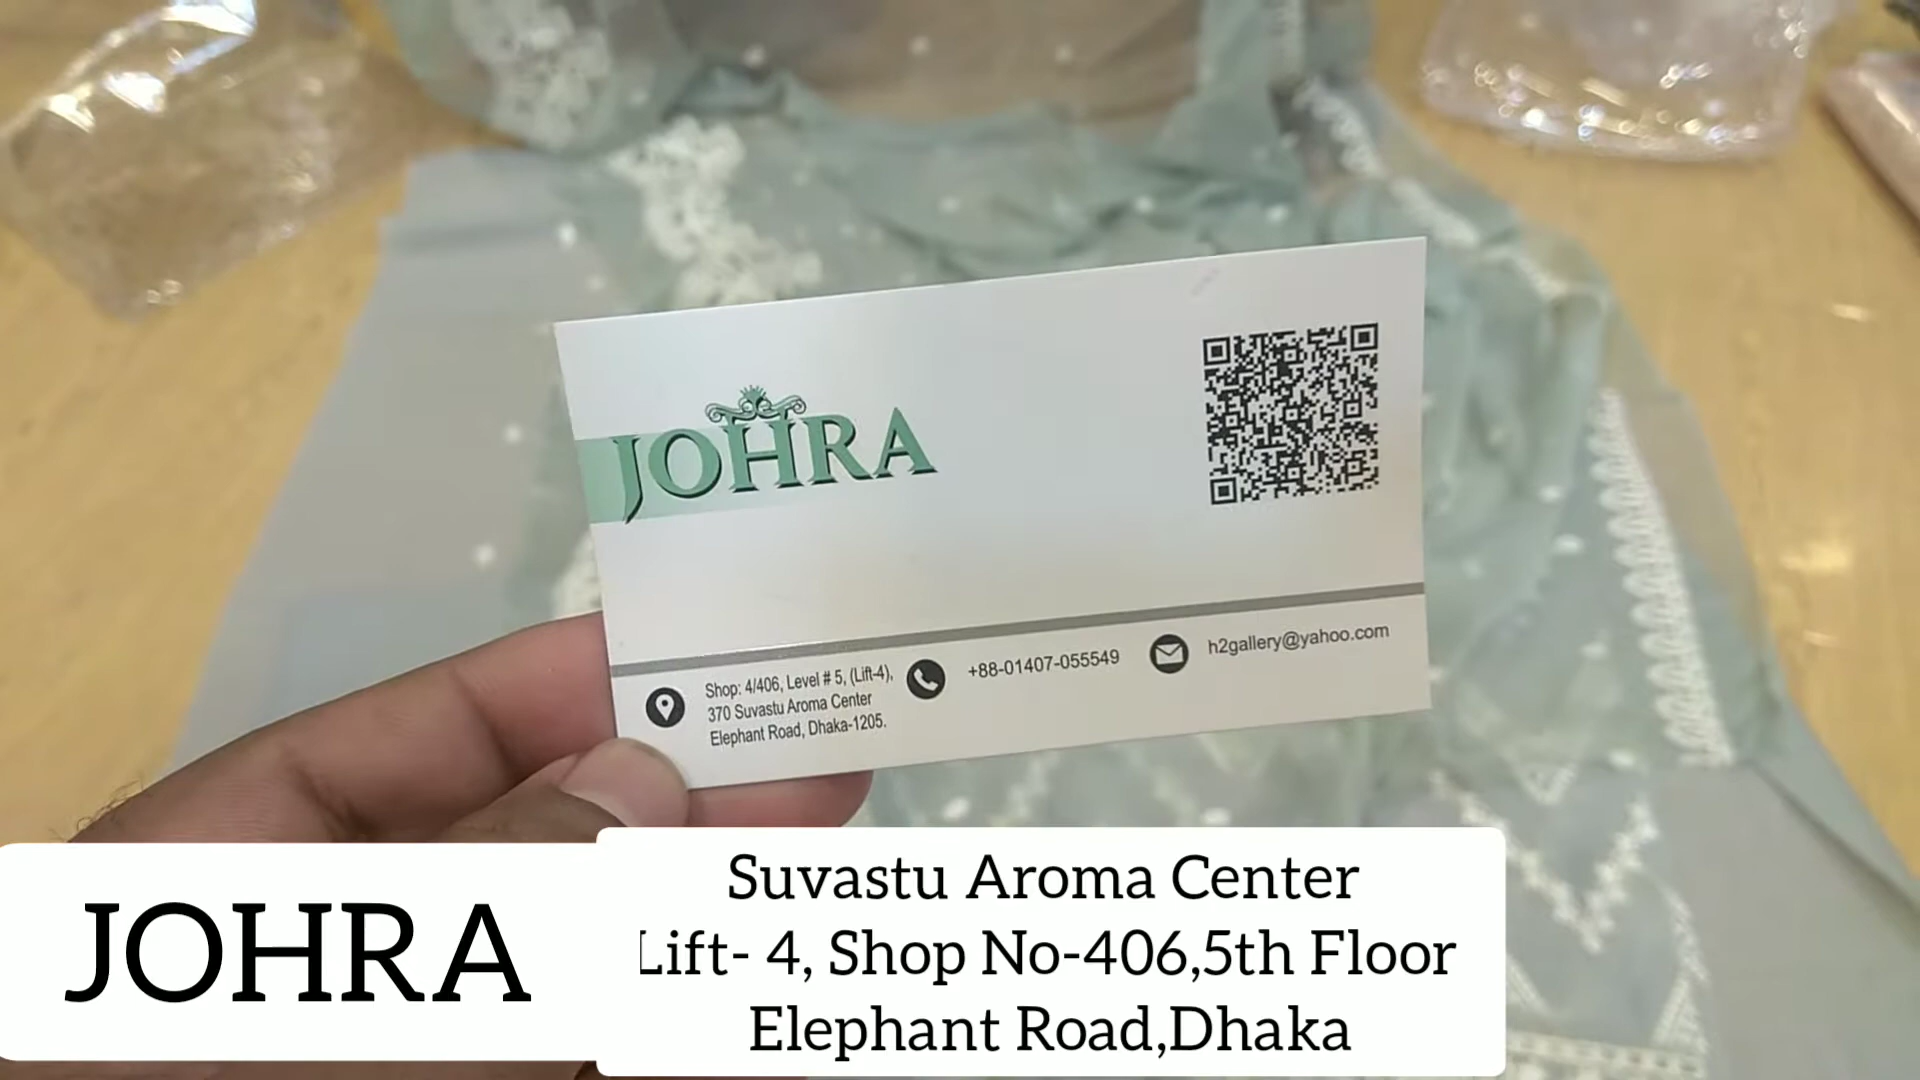 JOHRA
Shop: 4/406, Level # 5, (Lift-4),
370 Suvastu Aroma Center
Elephant Road, Dhaka-1205.
+88-01407-055549
h2gallery@yahoo.com
JOHRA
Suvastu Aroma Center
Lift- 4, Shop No-406,5th Floor
Elephant Road,Dhaka